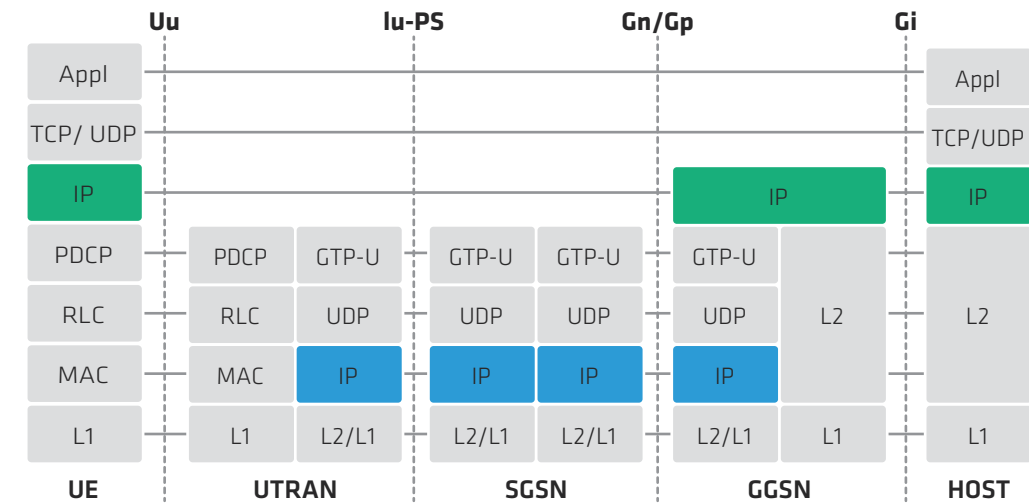 Uu lu-PS Gn/Gp Gi
Appl Appl
TCP/ UDP TCP/UDP
IP IP IP
PDCP PDCP GTP-U GTP-U GTP-U GTP-U
RLC RLC UDP UDP UDP UDP L2 L2
MAC MAC IP IP IP IP
L1 L1 L2/L1 L2/L1 L2/L1 L2/L1 L1 L1
UE UTRAN SGSN GGSN HOST